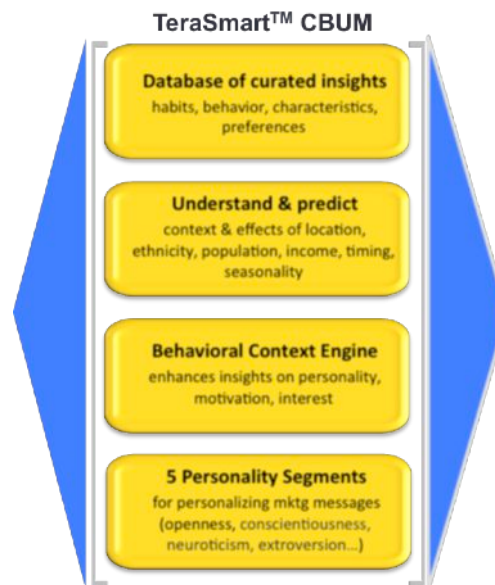 TeraSmart™ CBUM
Database of curated insights
habits, behavior, characteristics,
preferences
Understand & predict
context & effects of location,
ethnicity, population, income, timing,
seasonality
Behavioral Context Engine
enhances insights on personality,
motivation, interest
5 Personality Segments
for personalizing mktg messages
(openness, conscientiousness,
neuroticism, extroversion...)